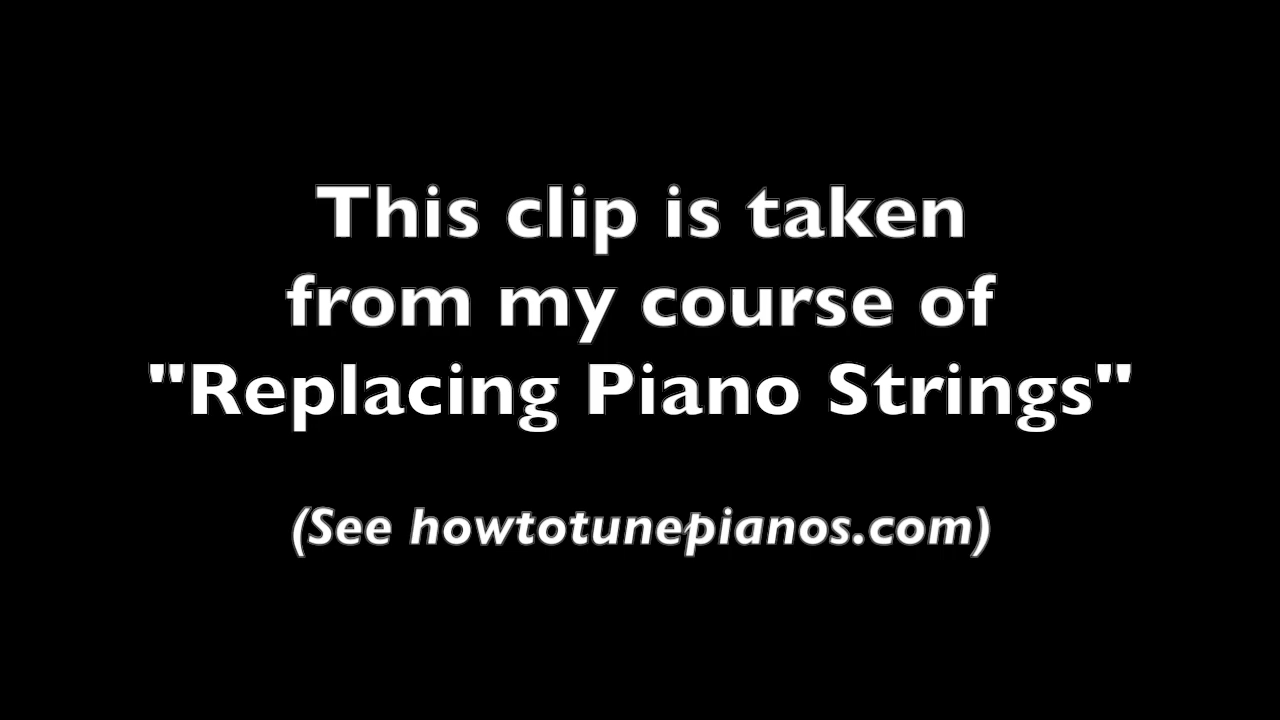 This clip is taken
from my course of
"Replacing Piano Strings"
(See howtotunepianos.com)